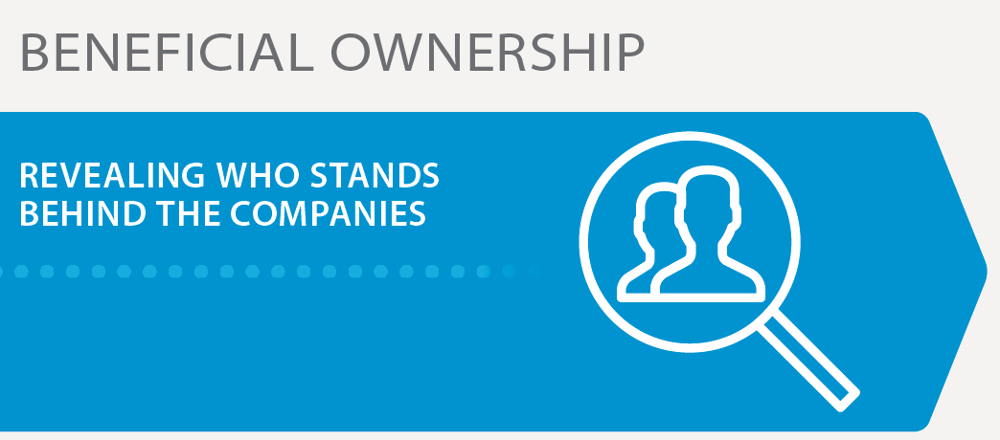 BENEFICIAL OWNERSHIP
REVEALING WHO STANDS
BEHIND THE COMPANIES